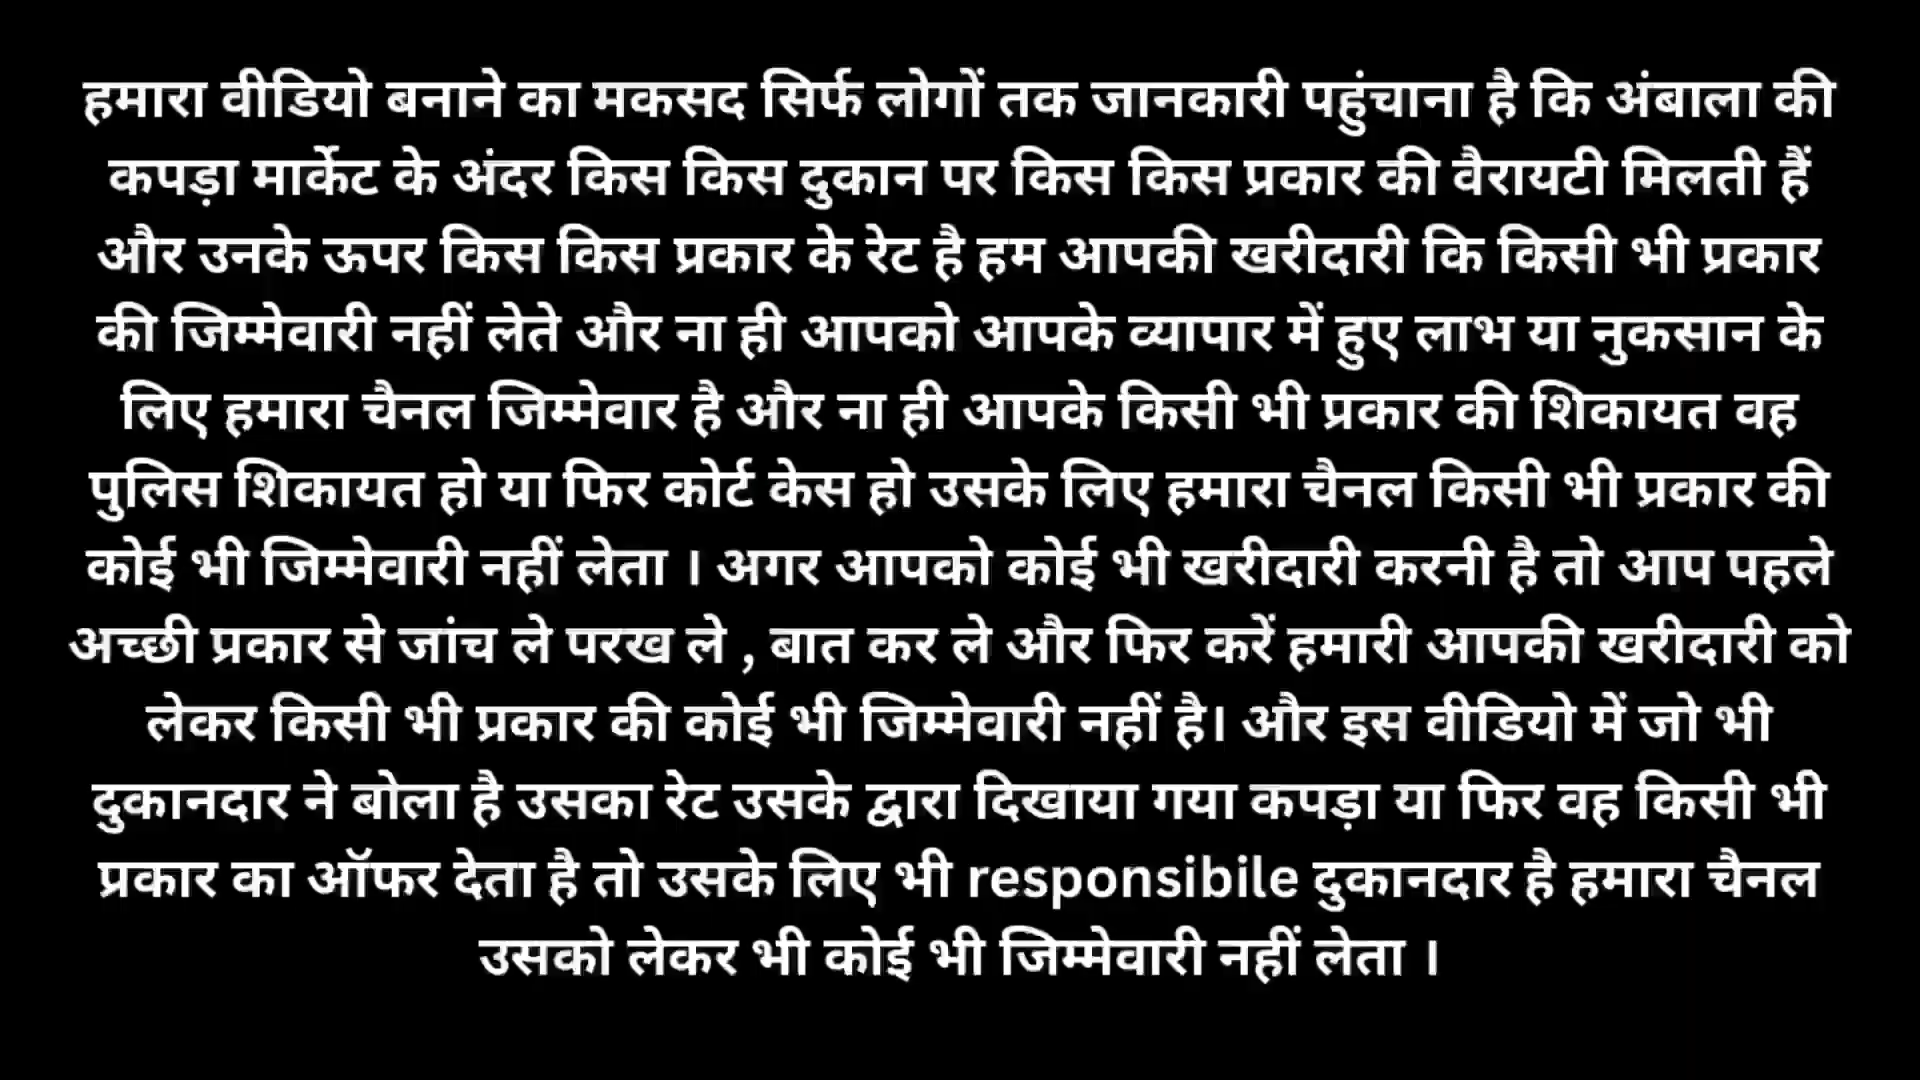 हमारा वीडियो बनाने का मकसद सिर्फ लोगों तक जानकारी पहुंचाना है कि अंबाला की
कपड़ा मार्केट के अंदर किस किस दुकान पर किस किस प्रकार की वैरायटी मिलती हैं
और उनके ऊपर किस किस प्रकार के रेट है हम आपकी खरीदारी कि किसी भी प्रकार
की जिम्मेवारी नहीं लेते और ना ही आपको आपके व्यापार में हुए लाभ या नुकसान के
लिए हमारा चैनल जिम्मेवार है और ना ही आपके किसी भी प्रकार की शिकायत वह
पुलिस शिकायत हो या फिर कोर्ट केस हो उसके लिए हमारा चैनल किसी भी प्रकार की
कोई भी जिम्मेवारी नहीं लेता । अगर आपको कोई भी खरीदारी करनी है तो आप पहले
अच्छी प्रकार से जांच ले परख ले , बात कर ले और फिर करें हमारी आपकी खरीदारी को
लेकर किसी भी प्रकार की कोई भी जिम्मेवारी नहीं है। और इस वीडियो में जो भी
दुकानदार ने बोला है उसका रेट उसके द्वारा दिखाया गया कपड़ा या फिर वह किसी भी
प्रकार का ऑफर देता है तो उसके लिए भी responsibile दुकानदार है हमारा चैनल
उसको लेकर भी कोई भी जिम्मेवारी नहीं लेता ।